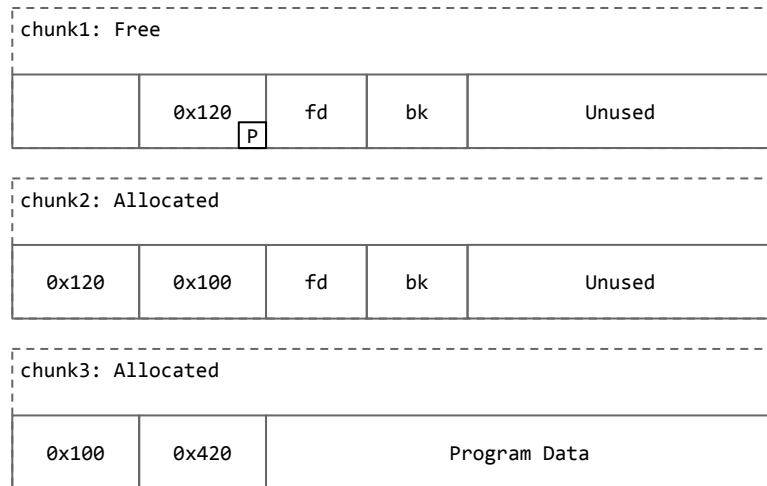 chunk1: Free
0x120 P fd bk Unused
chunk2: Allocated
0x120 0x100 fd bk Unused
chunk3: Allocated
0x100 0x420 Program Data